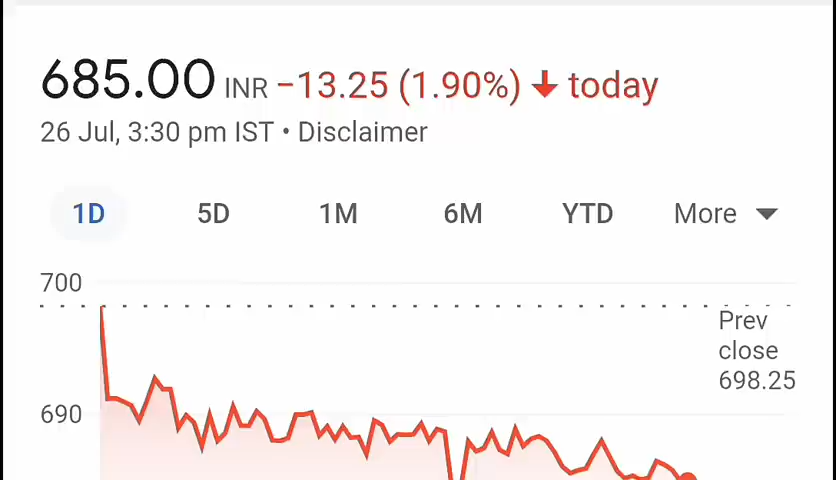 685.00 INR −13.25 (1.90%) ↓ today
26 Jul, 3:30 pm IST • Disclaimer
1D 5D 1M 6M YTD More
700
Prev
close
698.25
690